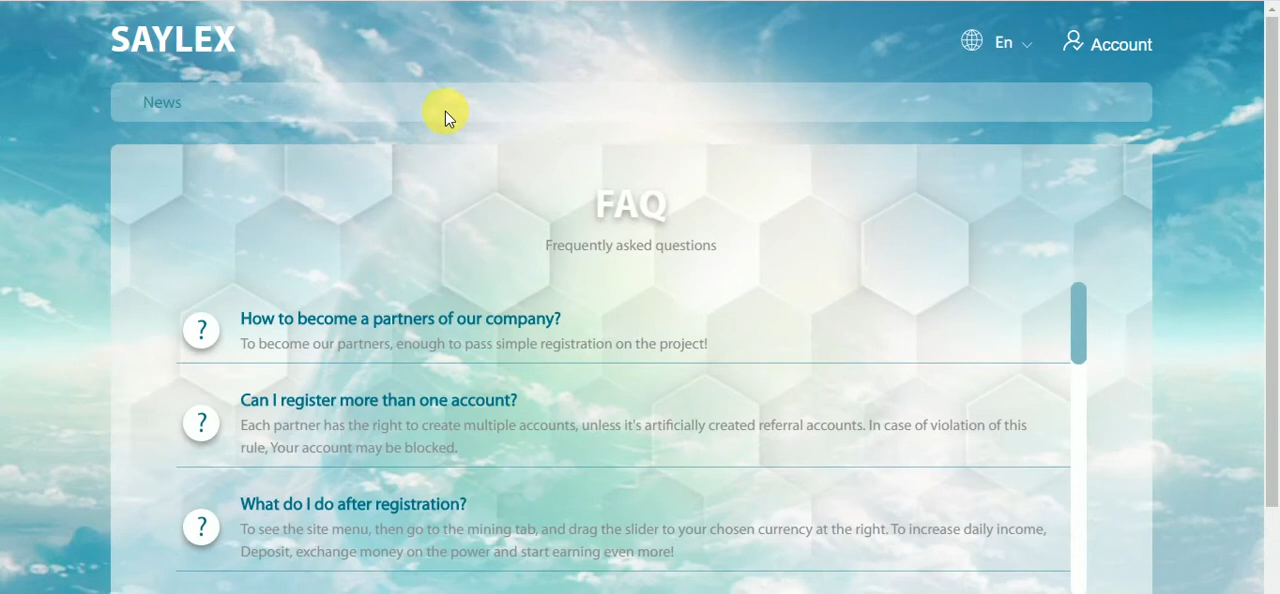 SAYLEX
En
Account
News
FAQ
Frequently asked questions
? How to become a partners of our company?
To become our partners, enough to pass simple registration on the project!
? Can I register more than one account?
Each partner has the right to create multiple accounts, unless it's artificially created referral accounts. In case of violation of this
rule, Your account may be blocked.
? What do I do after registration?
To see the site menu, then go to the mining tab, and drag the slider to your chosen currency at the right. To increase daily income,
Deposit, exchange money on the power and start earning even more!